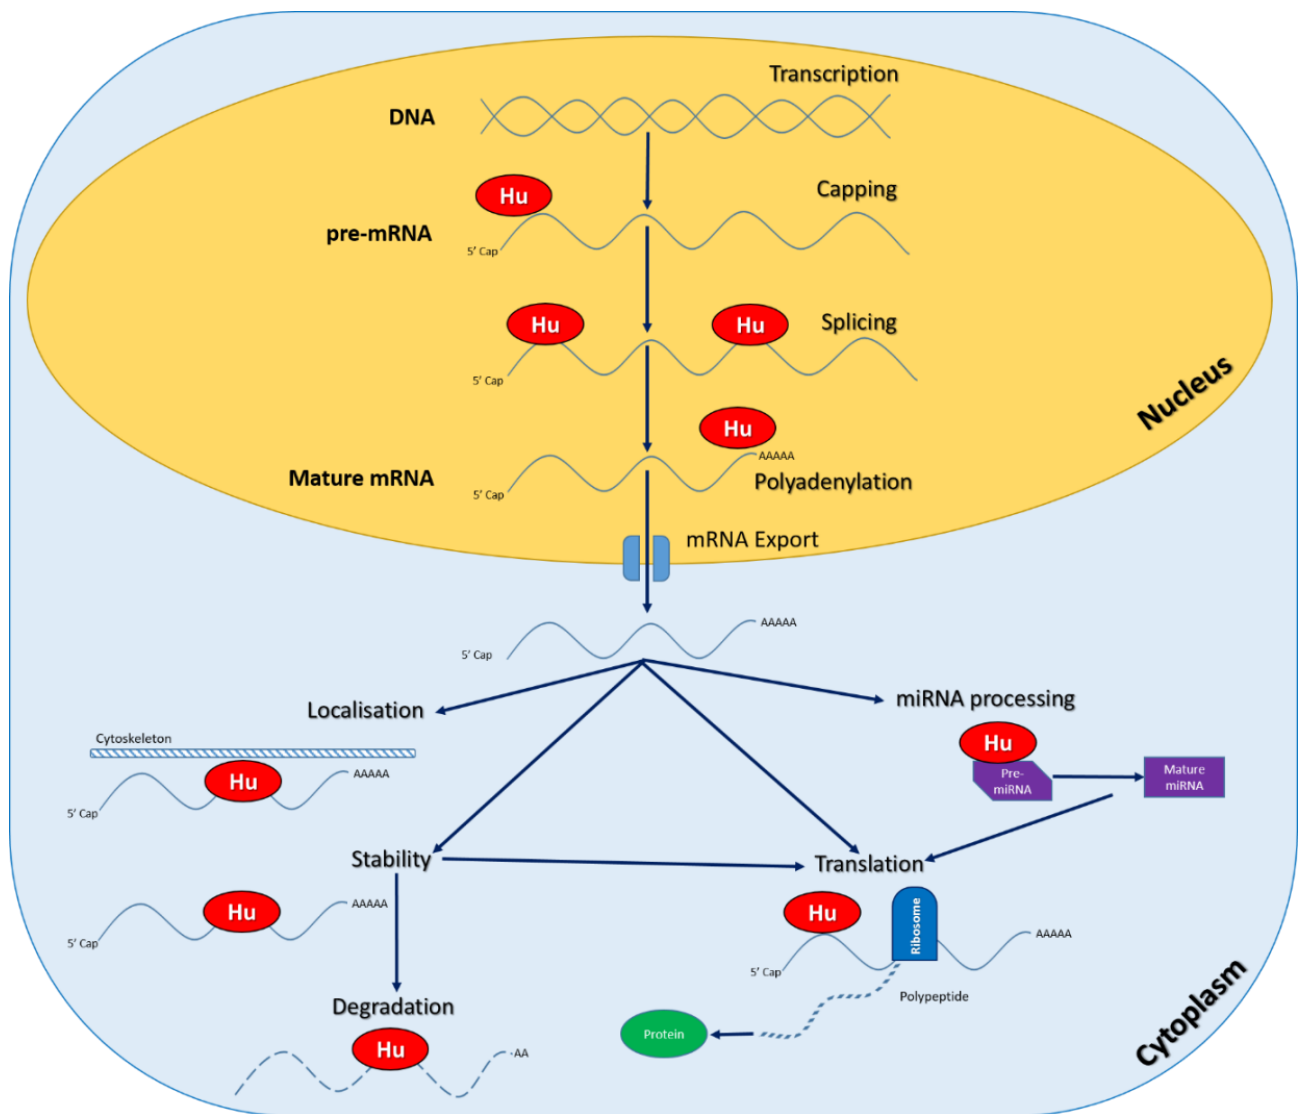 Transcription
DNA
Hu
Capping
pre-mRNA
5' Cap
Hu
Hu
Splicing
5' Cap
Nucleus
Hu
AAAAA
Mature mRNA
5' Cap
Polyadenylation
mRNA Export
AAAAA
5' Cap
Localisation
miRNA processing
Cytoskeleton
Hu
AAAAA
5' Cap
Hu
Pre-
miRNA
Mature
miRNA
Stability
Translation
Hu
AAAAA
5' Cap
Hu
Ribosome
AAAAA
5' Cap
Polypeptide
Degradation
Hu
-AA
Protein
Cytoplasm